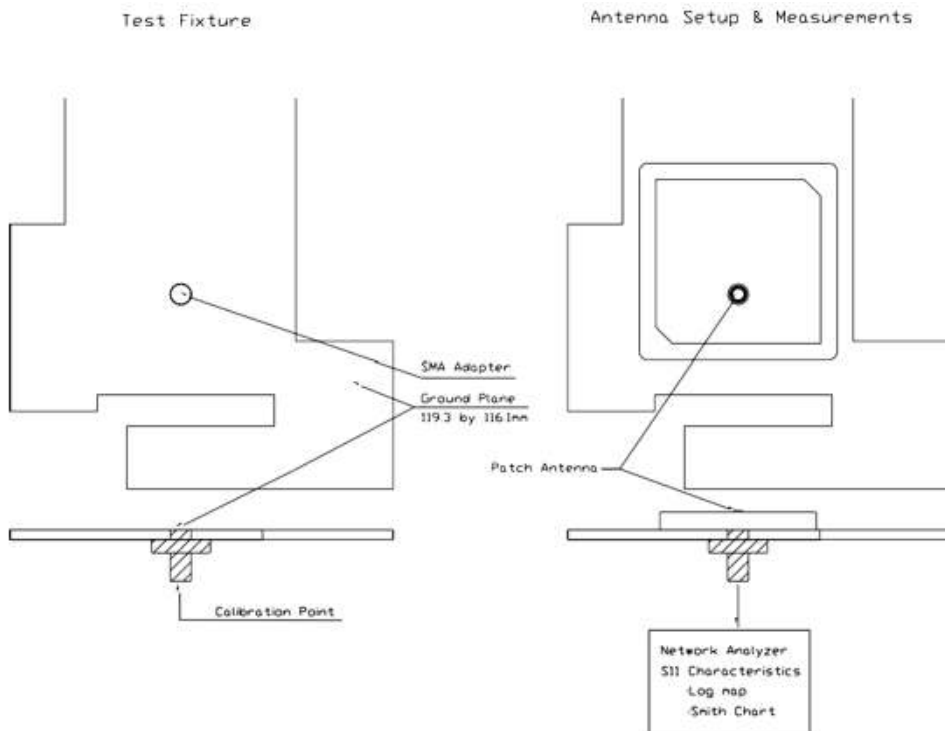 Test Fixture
Antenna Setup & Measurements
SMA Adapter
Ground Plane
119.3 by 116.1mm
Patch Antenna
Calibration Point
Network Analyzer
S11 Characteristics
-Log map
-Smith Chart